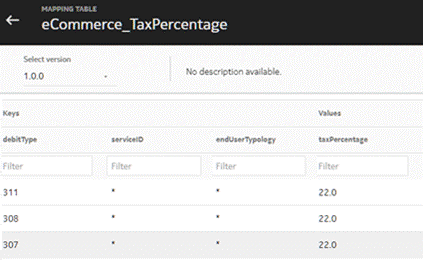 MAPPING TABLE
eCommerce_TaxPercentage
Select version
1.0.0
No description available.
Keys Values
debitType serviceID endUserTypology taxPercentage
Filter Filter Filter Filter
311 * * 22.0
308 * * 22.0
307 * * 22.0